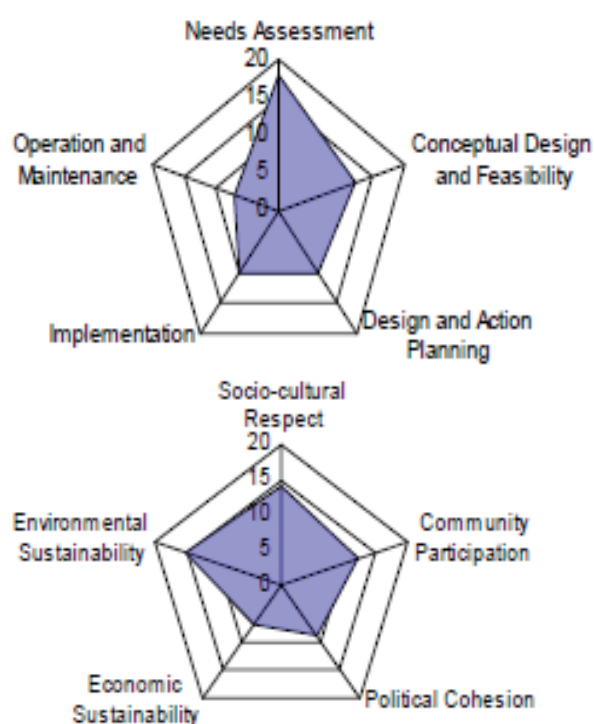 Needs Assessment
20
15
10
5
0
Operation and
Maintenance
Conceptual Design
and Feasibility
Implementation
Design and Action
Planning
Socio-cultural
Respect
20
15
10
5
0
Environmental
Sustainability
Community
Participation
Economic
Sustainability
Political Cohesion